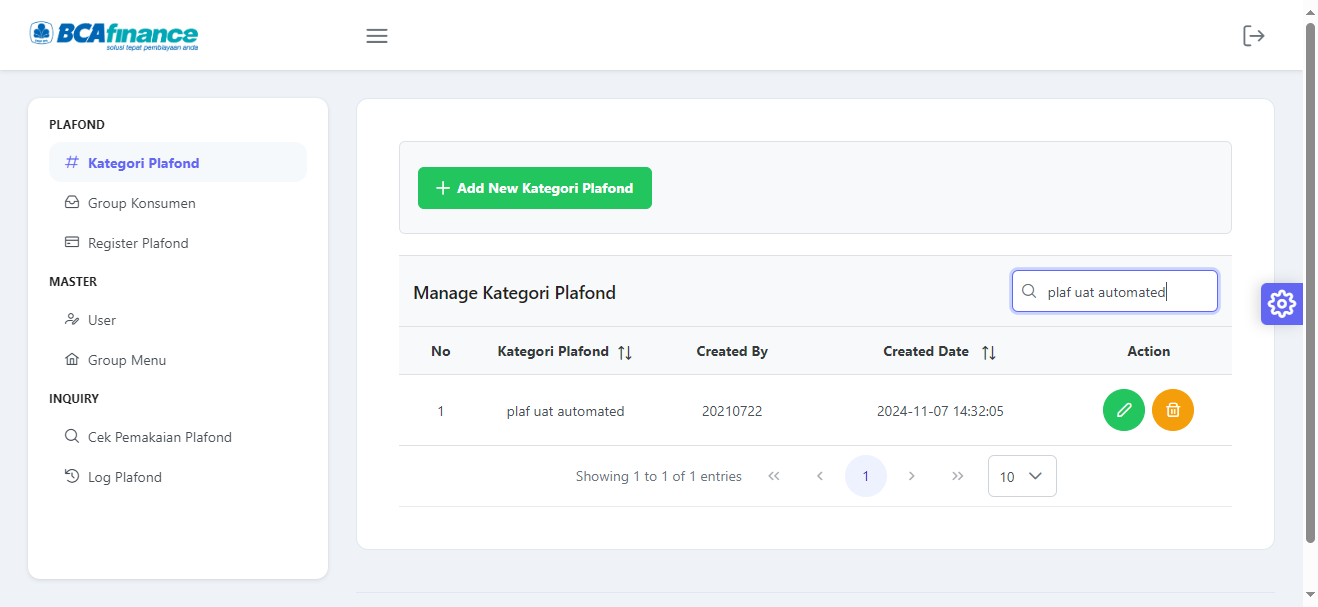 BCAfinance
solusi tepat pembiayaan anda
PLAFOND
Kategori Plafond
Group Konsumen
Register Plafond
MASTER
User
Group Menu
INQUIRY
Cek Pemakaian Plafond
Log Plafond
Add New Kategori Plafond
Manage Kategori Plafond
plaf uat automated
No Kategori Plafond Created By Created Date Action
1 plaf uat automated 20210722 2024-11-07 14:32:05
Showing 1 to 1 of 1 entries 1 10